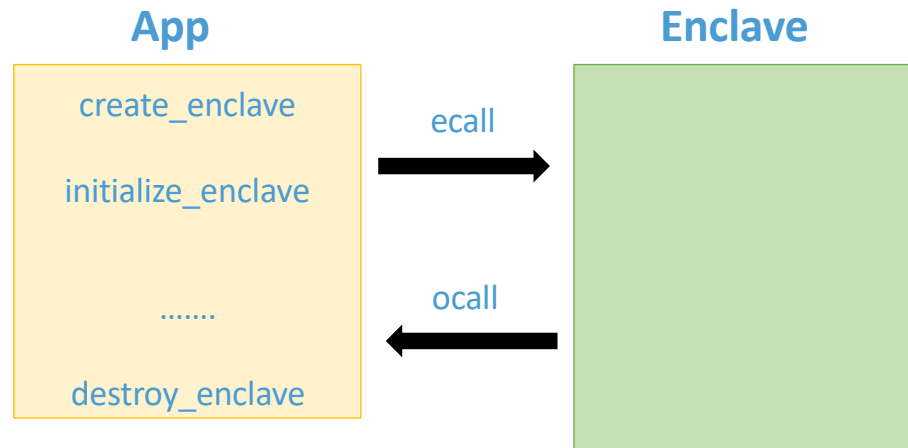 App
Enclave
create_enclave
ecall
initialize_enclave
.......
ocall
destroy_enclave